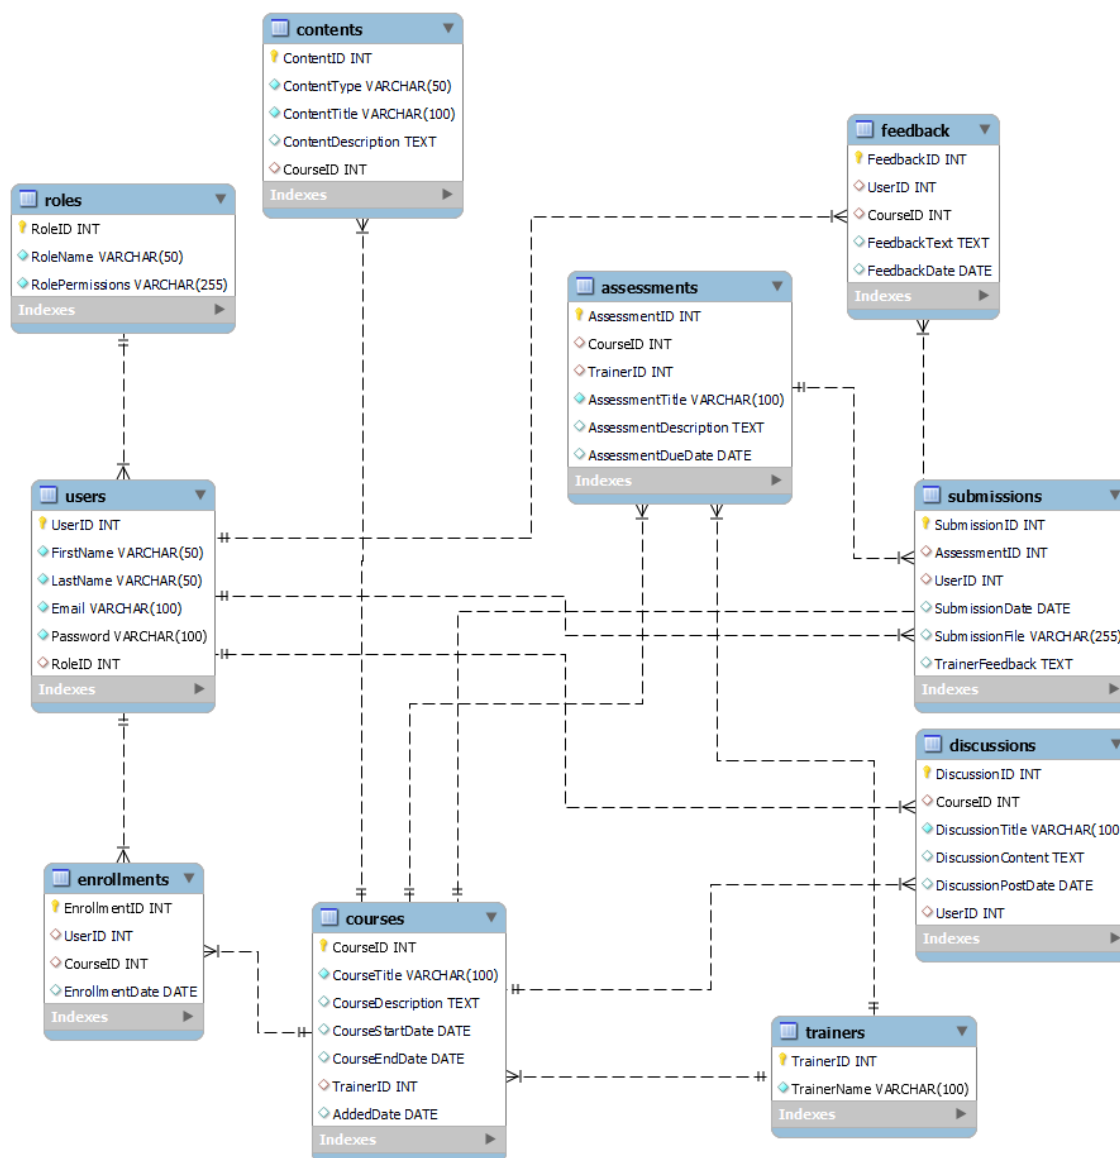 contents
ContentID INT
ContentType VARCHAR(50)
ContentTitle VARCHAR(100)
ContentDescription TEXT
CourseID INT
Indexes
feedback
FeedbackID INT
UserID INT
CourseID INT
FeedbackText TEXT
FeedbackDate DATE
Indexes
roles
RoleID INT
RoleName VARCHAR(50)
RolePermissions VARCHAR(255)
Indexes
assessments
AssessmentID INT
CourseID INT
TrainerID INT
AssessmentTitle VARCHAR(100)
AssessmentDescription TEXT
AssessmentDueDate DATE
Indexes
users
UserID INT
FirstName VARCHAR(50)
LastName VARCHAR(50)
Email VARCHAR(100)
Password VARCHAR(100)
RoleID INT
Indexes
submissions
SubmissionID INT
AssessmentID INT
UserID INT
SubmissionDate DATE
SubmissionFile VARCHAR(255)
TrainerFeedback TEXT
Indexes
discussions
DiscussionID INT
CourseID INT
DiscussionTitle VARCHAR(100
DiscussionContent TEXT
DiscussionPostDate DATE
UserID INT
Indexes
enrollments
EnrollmentID INT
UserID INT
CourseID INT
EnrollmentDate DATE
Indexes
courses
CourseID INT
CourseTitle VARCHAR(100)
CourseDescription TEXT
CourseStartDate DATE
CourseEndDate DATE
TrainerID INT
AddedDate DATE
Indexes
trainers
TrainerID INT
TrainerName VARCHAR(100)
Indexes